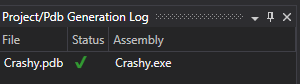 Project/Pdb Generation Log
File Status Assembly
Crashy.pdb Crashy.exe